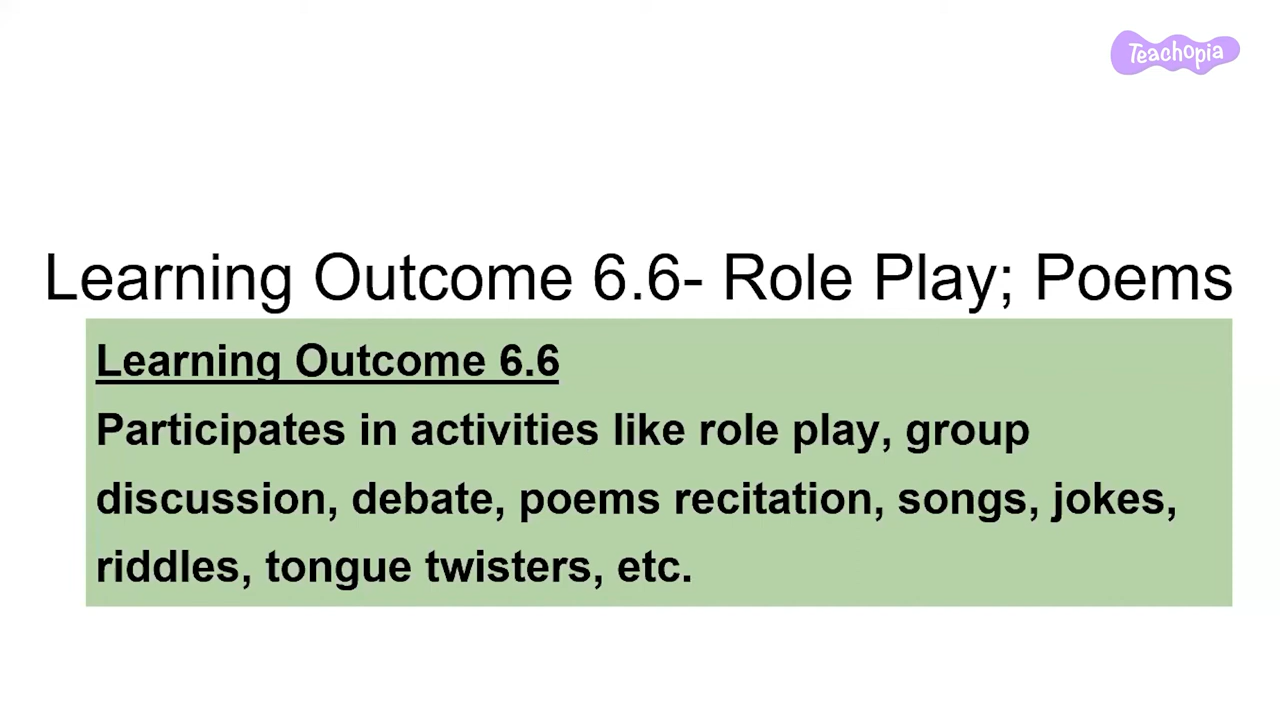 Teachopia
Learning Outcome 6.6- Role Play; Poems
Learning Outcome 6.6
Participates in activities like role play, group
discussion, debate, poems recitation, songs, jokes,
riddles, tongue twisters, etc.